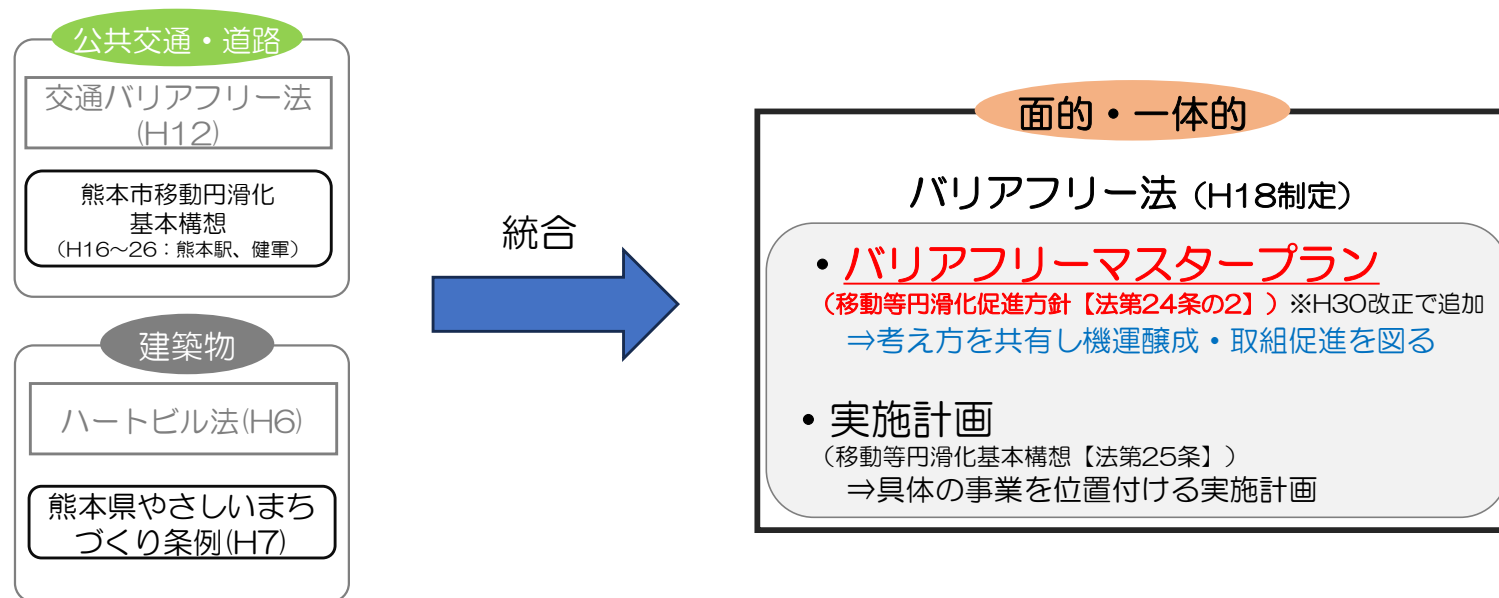 公共交通・道路
交通バリアフリー法
(H12)
熊本市移動円滑化
基本構想
（H16～26：熊本駅、健軍）
建築物
ハートビル法(H6)
熊本県やさしいまち
づくり条例(H7)
統合
面的・一体的
バリアフリー法（H18制定）
・バリアフリーマスタープラン
（移動等円滑化促進方針【法第24条の2】）※H30改正で追加
⇒考え方を共有し機運醸成・取組促進を図る
・実施計画
（移動等円滑化基本構想【法第25条】）
⇒具体の事業を位置付ける実施計画